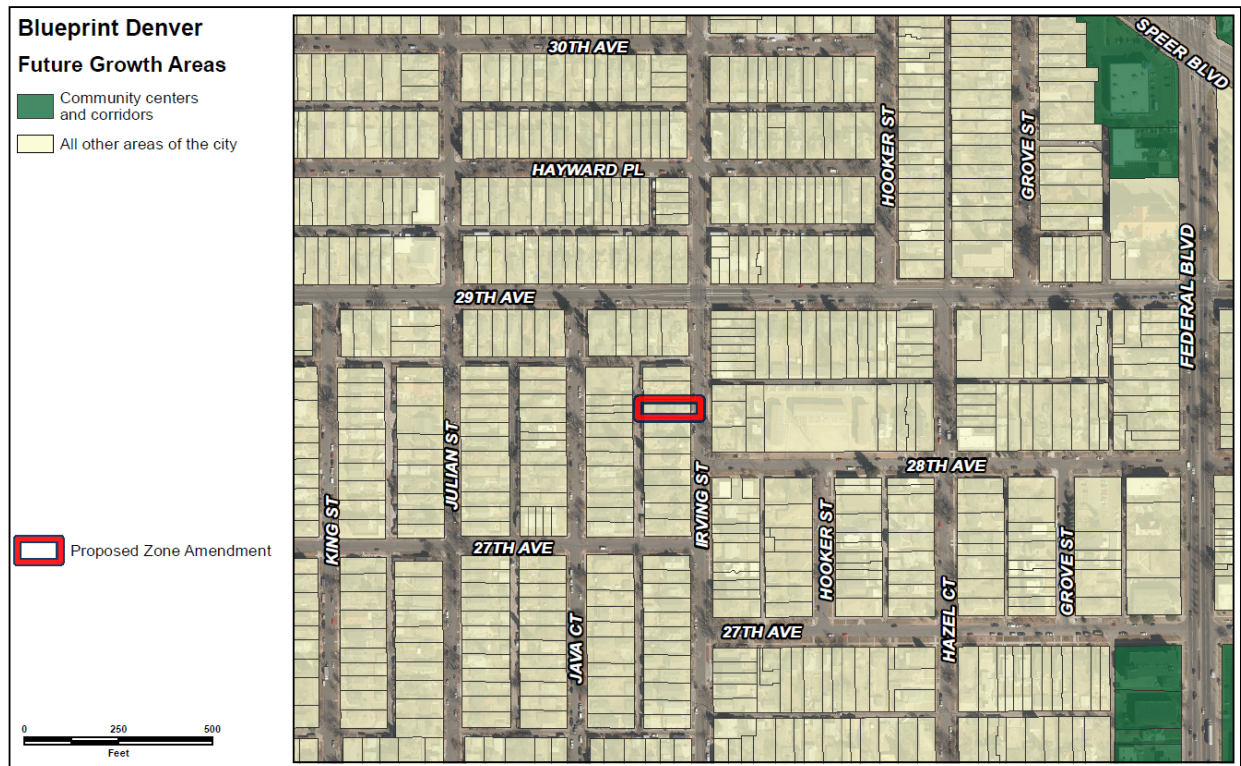 Blueprint Denver
Future Growth Areas
Community centers
and corridors
All other areas of the city
Proposed Zone Amendment
0 250 500
Feet
30TH AVE
SPEER BLVD
HOOKER ST
GROVE ST
HAYWARD PL
FEDERAL BLVD
29TH AVE
JULIAN ST
28TH AVE
KING ST
IRVING ST
HOOKER ST
GROVE ST
27TH AVE
JAVA CT
HAZEL CT
27TH AVE